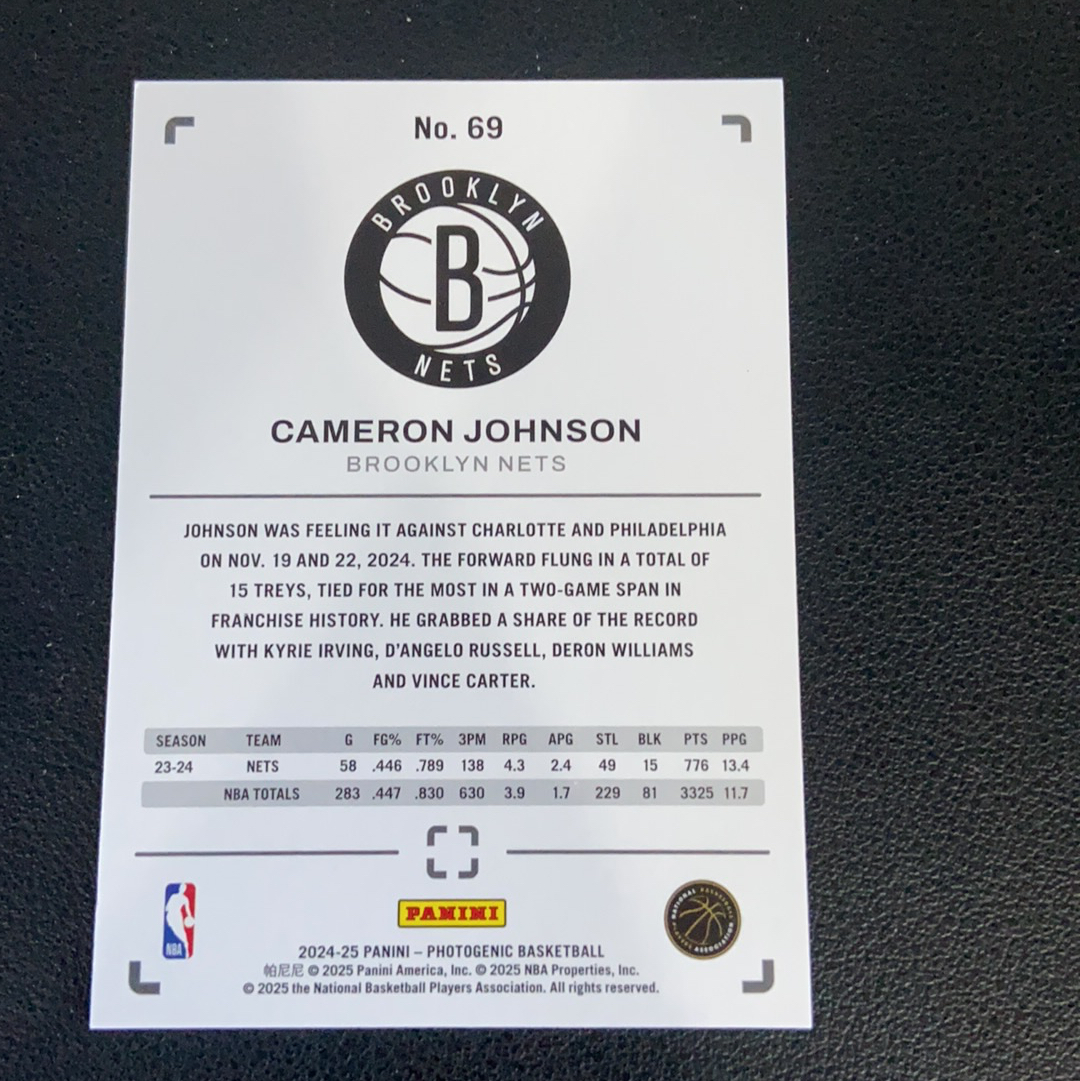 No. 69
BROOKLYN
B
NETS
CAMERON JOHNSON
BROOKLYN NETS
JOHNSON WAS FEELING IT AGAINST CHARLOTTE AND PHILADELPHIA
ON NOV. 19 AND 22, 2024. THE FORWARD FLUNG IN A TOTAL OF
15 TREYS, TIED FOR THE MOST IN A TWO-GAME SPAN IN
FRANCHISE HISTORY. HE GRABBED A SHARE OF THE RECORD
WITH KYRIE IRVING, D'ANGELO RUSSELL, DERON WILLIAMS
AND VINCE CARTER.
SEASON TEAM G FG% FT% 3PM RPG APG STL BLK PTS PPG
23-24 NETS 58 .446 .789 138 4.3 2.4 49 15 776 13.4
NBA TOTALS 283 .447 .830 630 3.9 1.7 229 81 3325 11.7
NBA
PANINI
NATIONAL BASKETBALL
PLAYERS ASSOCIATION
2024-25 PANINI – PHOTOGENIC BASKETBALL
帕尼尼 © 2025 Panini America, Inc. © 2025 NBA Properties, Inc.
© 2025 the National Basketball Players Association. All rights reserved.